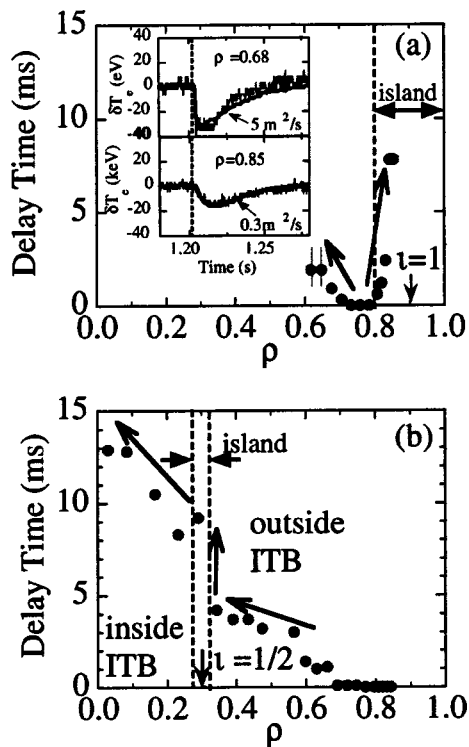 15
10
5
0
Delay Time (ms)
(a)
40
20
0
-20
-40
δTe (eV)
ρ=0.68
5 m²/s
20
0
-20
-40
δTe (keV)
ρ=0.85
0.3m²/s
1.20
1.25
Time (s)
island
ι=1
0.0 0.2 0.4 0.6 0.8 1.0
ρ
15
10
5
0
Delay Time (ms)
(b)
island
outside
ITB
inside
ITB
ι =1/2
0.0 0.2 0.4 0.6 0.8 1.0
ρ